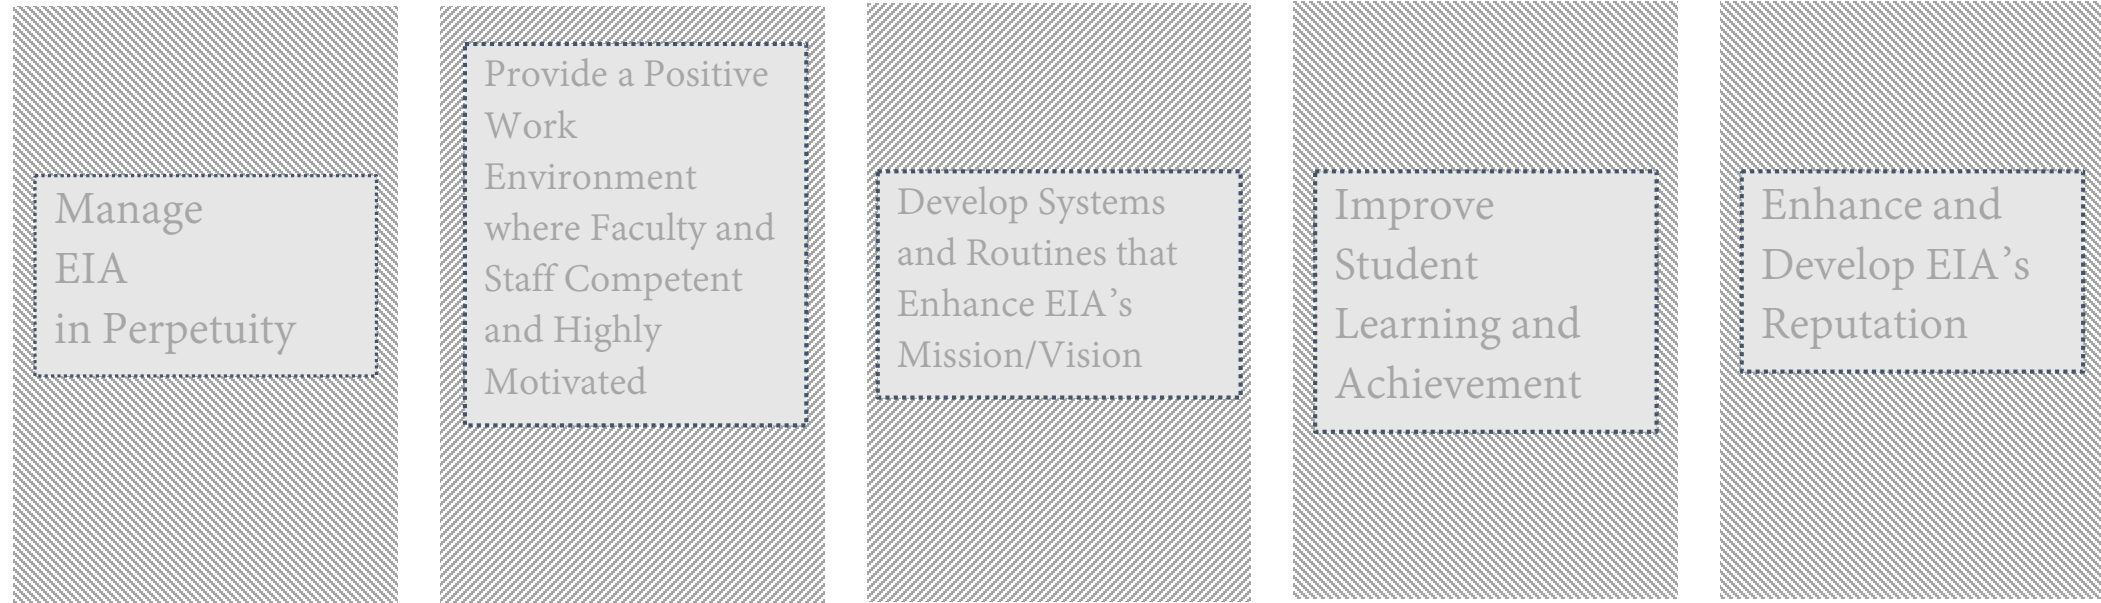 Manage
EIA
in Perpetuity
Provide a Positive
Work
Environment
where Faculty and
Staff Competent
and Highly
Motivated
Develop Systems
and Routines that
Enhance EIA’s
Mission/Vision
Improve
Student
Learning and
Achievement
Enhance and
Develop EIA’s
Reputation